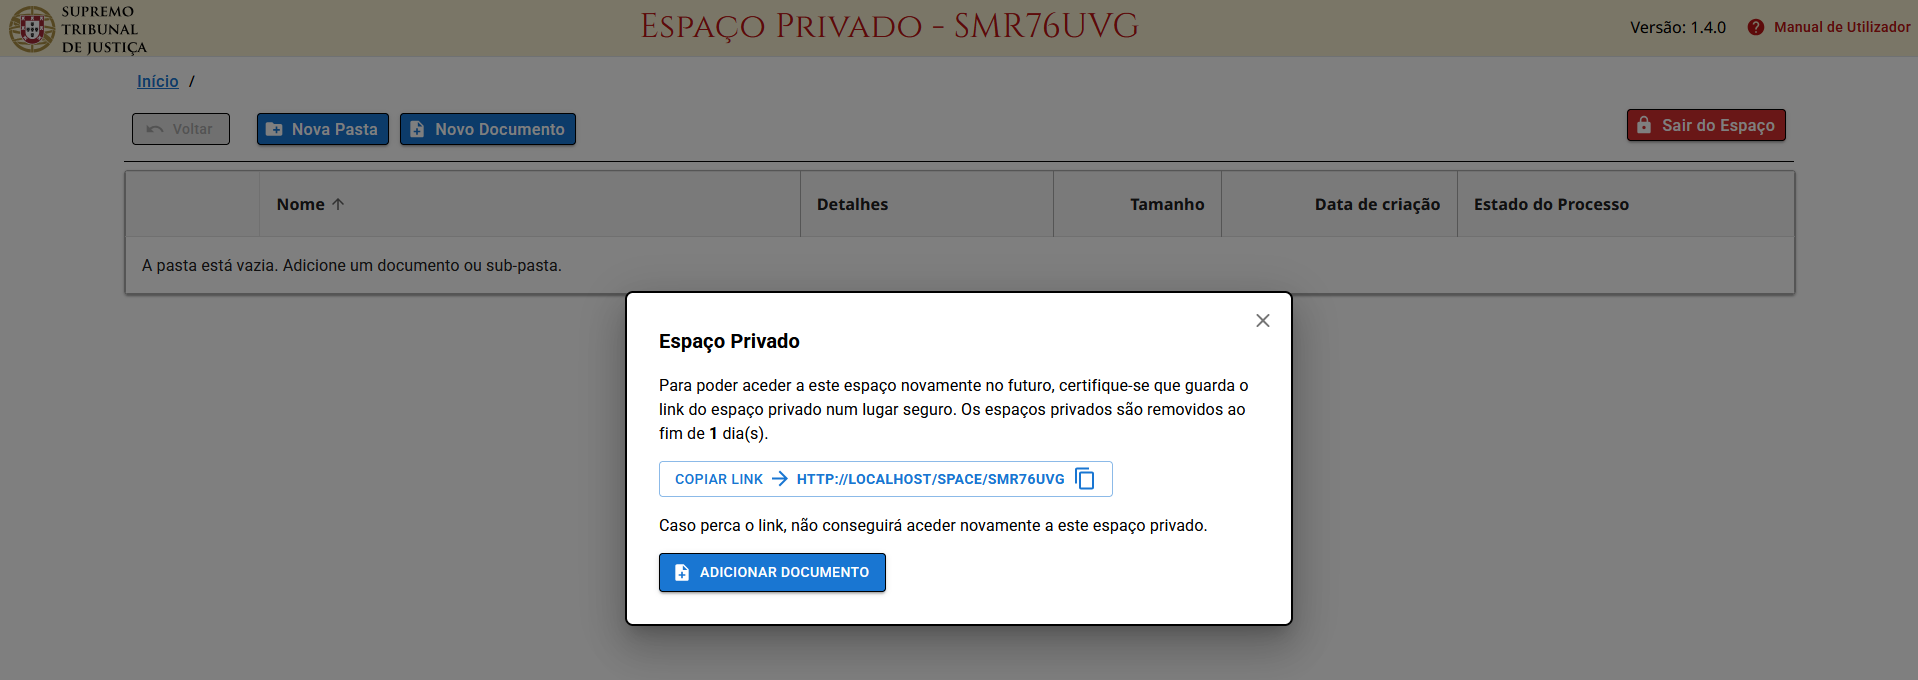 SUPREMO
TRIBUNAL
DE JUSTIÇA
Espaço Privado - SMR76UVG
Versão: 1.4.0
? Manual de Utilizador
Início /
Voltar
Nova Pasta
Novo Documento
Sair do Espaço
Nome
Detalhes
Tamanho
Data de criação
Estado do Processo
A pasta está vazia. Adicione um documento ou sub-pasta.
Espaço Privado
Para poder aceder a este espaço novamente no futuro, certifique-se que guarda o
link do espaço privado num lugar seguro. Os espaços privados são removidos ao
fim de 1 dia(s).
COPIAR LINK → HTTP://LOCALHOST/SPACE/SMR76UVG
Caso perca o link, não conseguirá aceder novamente a este espaço privado.
ADICIONAR DOCUMENTO